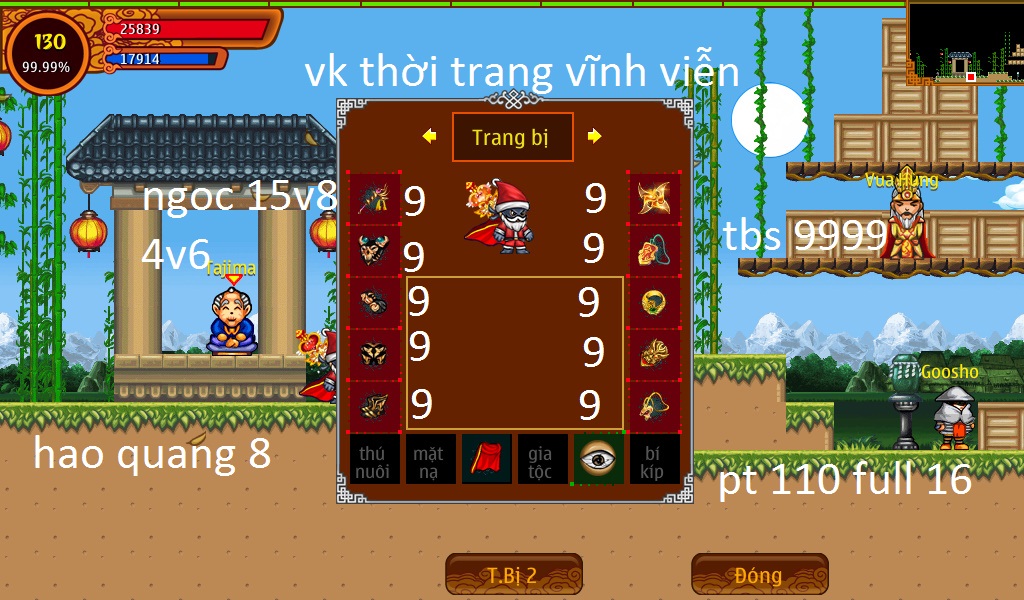 130
99.99%
25839
17914
vk thời trang vĩnh viễn
Trang bị
ngoc 15v8
4v6
Tajima
9 9
9 9
9 9
9 9
9 9
Vua Hùng
tbs 9999
Goosho
hao quang 8
thú nuôi
mặt nạ
gia tộc
bí kíp
pt 110 full 16
T.Bị 2
Đóng